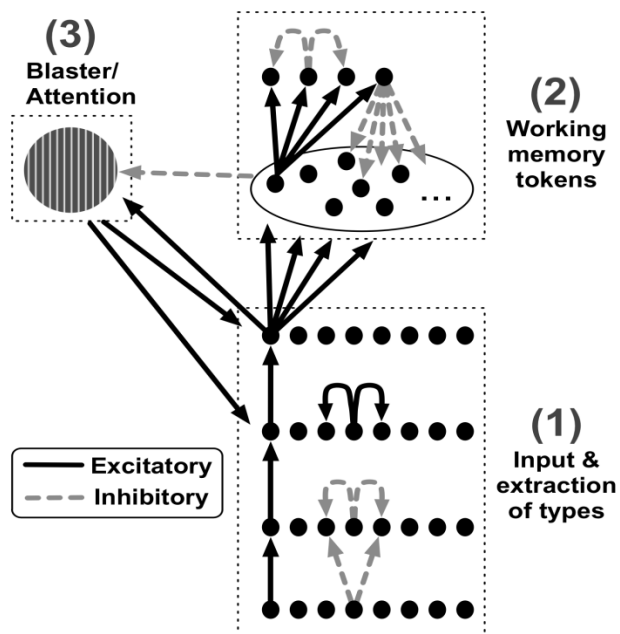 (3)
Blaster/
Attention
(2)
Working
memory
tokens
...
(1)
Input &
extraction
of types
Excitatory
Inhibitory